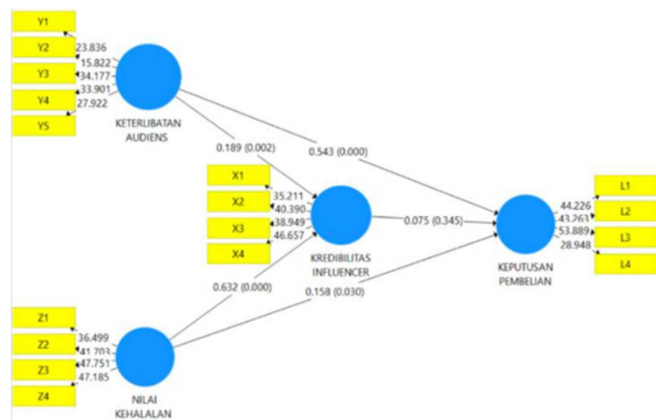 Y1
Y2
Y3
Y4
Y5
23.836
15.822
34.177
33.901
27.922
KETERLIBATAN
AUDIENS
0.189 (0.002)
0.543 (0.000)
X1
X2
X3
X4
35.211
40.390
38.949
46.657
KREDIBILITAS
INFLUENCER
0.075 (0.345)
44.226
43.263
53.889
28.948
L1
L2
L3
L4
KEPUTUSAN
PEMBELIAN
0.632 (0.000)
0.158 (0.030)
Z1
Z2
Z3
Z4
36.499
41.703
47.751
47.185
NILAI
KEHALALAN